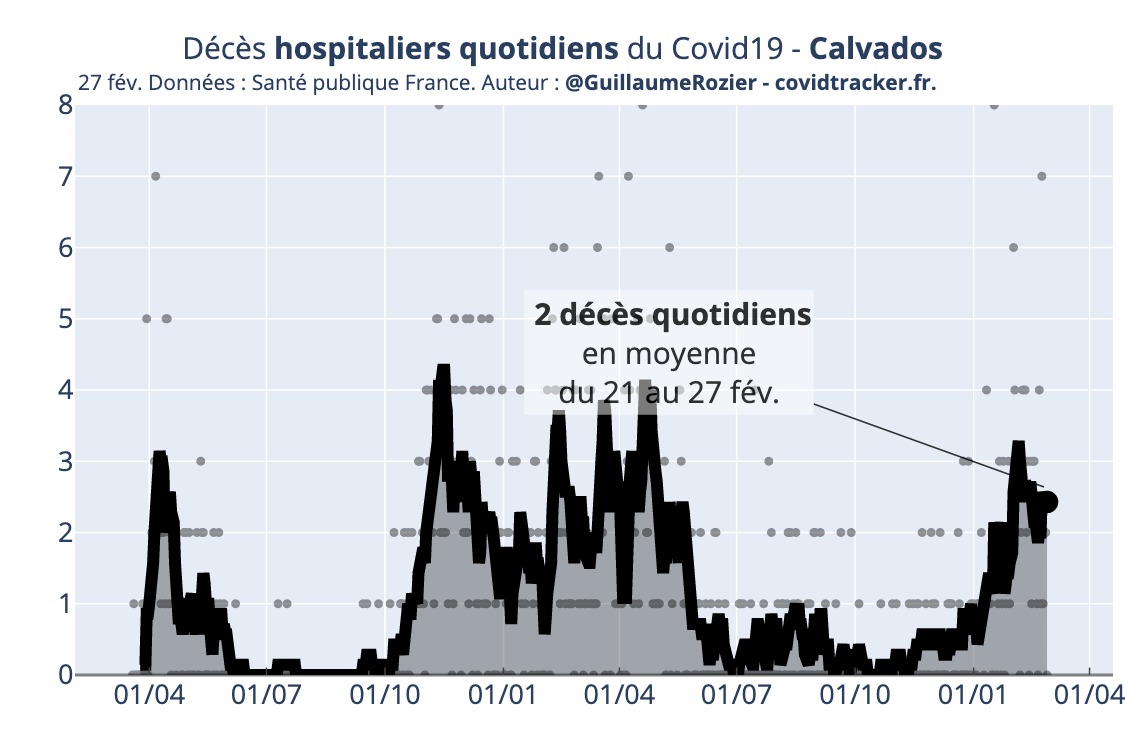 Décès hospitaliers quotidiens du Covid19 - Calvados
27 fév. Données : Santé publique France. Auteur : @GuillaumeRozier - covidtracker.fr.
8
7
6
5
4
3
2
1
0
2 décès quotidiens
en moyenne
du 21 au 27 fév.
01/04 01/07 01/10 01/01 01/04 01/07 01/10 01/01 01/04